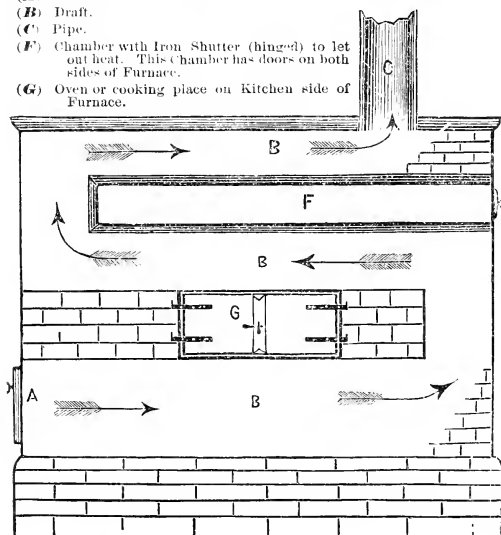 (B) Draft.
(C) Pipe.
(F) Chamber with Iron Shutter (hinged) to let
out heat. This Chamber has doors on both
sides of Furnace.
(G) Oven or cooking place on Kitchen side of
Furnace.
C
B
F
B
G
A
B